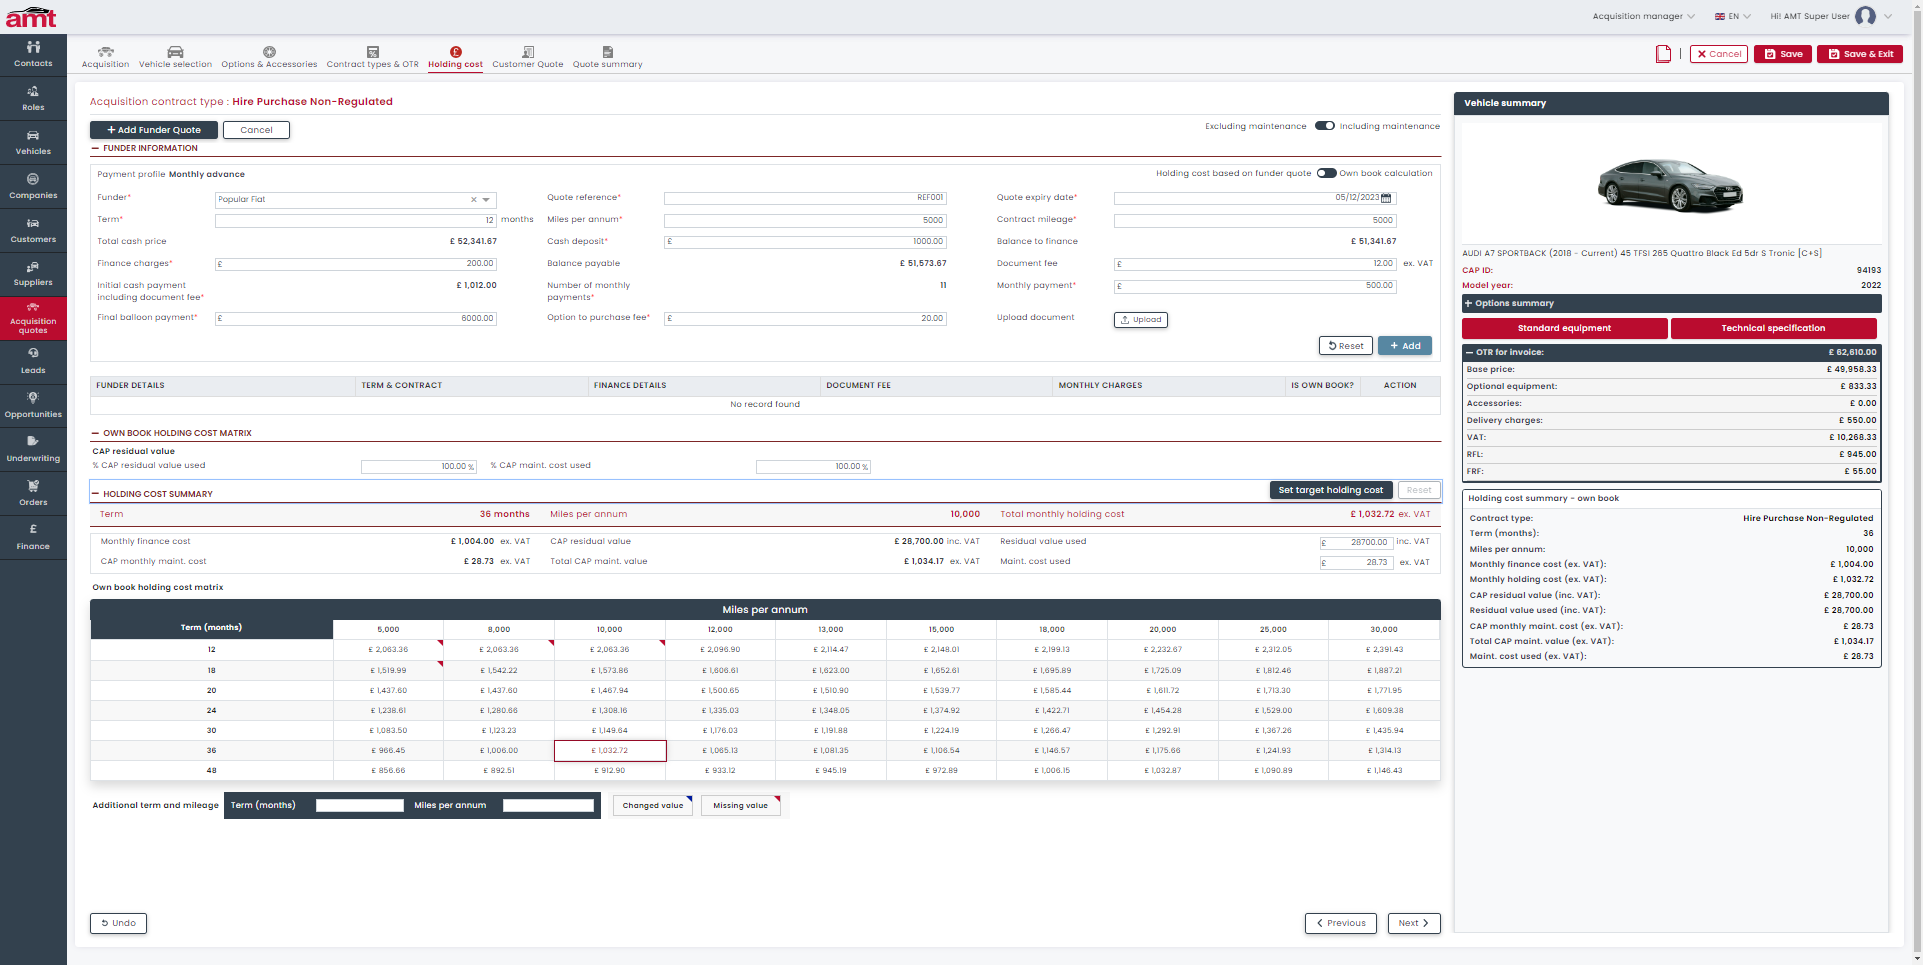 amt
Acquisition manager
EN
Hi! AMT Super User
Contacts
Roles
Vehicles
Companies
Customers
Suppliers
Acquisition quotes
Leads
Opportunities
Underwriting
Orders
Finance
Acquisition Vehicle selection Options & Accessories Contract types & OTR Holding cost Customer Quote Quote summary
Cancel Save Save & Exit
Acquisition contract type : Hire Purchase Non-Regulated
+ Add Funder Quote Cancel
Excluding maintenance Including maintenance
FUNDER INFORMATION
Payment profile Monthly advance
Holding cost based on funder quote Own book calculation
Funder* Popular Fiat Quote reference* REF001 Quote expiry date* 05/12/2023
Term* 12 months Miles per annum* 5000 Contract mileage* 5000
Total cash price £ 52,341.67 Cash deposit* £ 1000.00 Balance to finance £ 51,341.67
Finance charges* £ 200.00 Balance payable £ 51,573.67 Document fee £ 12.00 ex. VAT
Initial cash payment including document fee* £ 1,012.00 Number of monthly payments* 11 Monthly payment* £ 500.00
Final balloon payment* £ 6000.00 Option to purchase fee* £ 20.00 Upload document Upload
Reset + Add
FUNDER DETAILS TERM & CONTRACT FINANCE DETAILS DOCUMENT FEE MONTHLY CHARGES IS OWN BOOK? ACTION
No record found
OWN BOOK HOLDING COST MATRIX
CAP residual value
% CAP residual value used 100.00 % % CAP maint. cost used 100.00 %
HOLDING COST SUMMARY
Set target holding cost Reset
Term 36 months Miles per annum 10,000 Total monthly holding cost £ 1,032.72 ex. VAT
Monthly finance cost £ 1,004.00 ex. VAT CAP residual value £ 28,700.00 inc. VAT Residual value used £ 28700.00 inc. VAT
CAP monthly maint. cost £ 28.73 ex. VAT Total CAP maint. value £ 1,034.17 ex. VAT Maint. cost used £ 28.73 ex. VAT
Own book holding cost matrix
Miles per annum
Term (months) 5,000 8,000 10,000 12,000 13,000 15,000 18,000 20,000 25,000 30,000
12 £ 2,063.36 £ 2,063.36 £ 2,063.36 £ 2,096.90 £ 2,114.47 £ 2,148.01 £ 2,199.13 £ 2,232.67 £ 2,312.05 £ 2,391.43
18 £ 1,519.99 £ 1,542.22 £ 1,573.86 £ 1,606.61 £ 1,623.00 £ 1,652.61 £ 1,695.89 £ 1,725.09 £ 1,812.46 £ 1,887.21
20 £ 1,437.60 £ 1,437.60 £ 1,467.94 £ 1,500.65 £ 1,510.90 £ 1,539.77 £ 1,585.44 £ 1,611.72 £ 1,713.30 £ 1,771.95
24 £ 1,238.61 £ 1,280.66 £ 1,308.16 £ 1,335.03 £ 1,348.05 £ 1,374.92 £ 1,422.71 £ 1,454.28 £ 1,529.00 £ 1,609.38
30 £ 1,083.50 £ 1,123.23 £ 1,149.64 £ 1,176.03 £ 1,191.88 £ 1,224.19 £ 1,266.47 £ 1,292.91 £ 1,367.26 £ 1,435.94
36 £ 966.45 £ 1,006.00 £ 1,032.72 £ 1,065.13 £ 1,081.35 £ 1,106.54 £ 1,146.57 £ 1,175.66 £ 1,241.93 £ 1,314.13
48 £ 856.66 £ 892.51 £ 912.90 £ 933.12 £ 945.19 £ 972.89 £ 1,006.15 £ 1,032.87 £ 1,090.89 £ 1,146.43
Additional term and mileage Term (months) Miles per annum Changed value Missing value
Undo Previous Next
Vehicle summary
AUDI A7 SPORTBACK (2018 - Current) 45 TFSI 265 Quattro Black Ed 5dr S Tronic [C+S]
CAP ID: 94193
Model year: 2022
+ Options summary
Standard equipment Technical specification
OTR for invoice: £ 62,610.00
Base price: £ 49,958.33
Optional equipment: £ 833.33
Accessories: £ 0.00
Delivery charges: £ 550.00
VAT: £ 10,268.33
RFL: £ 945.00
FRF: £ 55.00
Holding cost summary - own book
Contract type: Hire Purchase Non-Regulated
Term (months): 36
Miles per annum: 10,000
Monthly finance cost (ex. VAT): £ 1,004.00
Monthly holding cost (ex. VAT): £ 1,032.72
CAP residual value (inc. VAT): £ 28,700.00
Residual value used (inc. VAT): £ 28,700.00
CAP monthly maint. cost (ex. VAT): £ 28.73
Total CAP maint. value (ex. VAT): £ 1,034.17
Maint. cost used (ex. VAT): £ 28.73